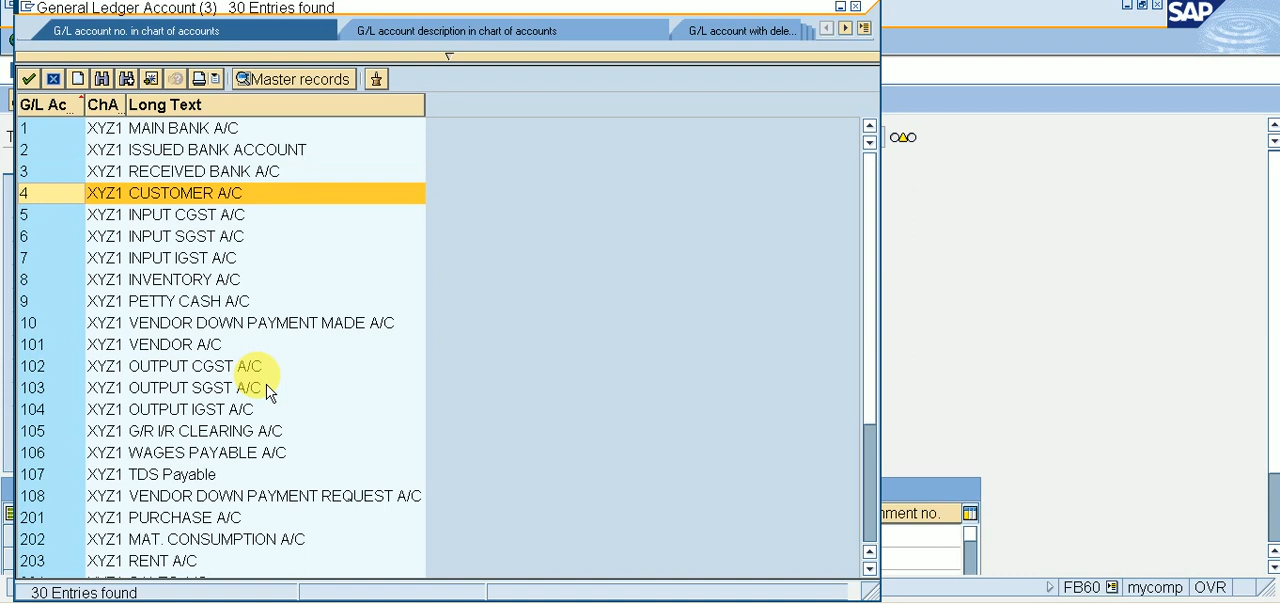 General Ledger Account (3) 30 Entries found
G/L account no. in chart of accounts G/L account description in chart of accounts G/L account with dele...
SAP
Master records
G/L Ac ChA Long Text
1 XYZ1 MAIN BANK A/C
2 XYZ1 ISSUED BANK ACCOUNT
3 XYZ1 RECEIVED BANK A/C
4 XYZ1 CUSTOMER A/C
5 XYZ1 INPUT CGST A/C
6 XYZ1 INPUT SGST A/C
7 XYZ1 INPUT IGST A/C
8 XYZ1 INVENTORY A/C
9 XYZ1 PETTY CASH A/C
10 XYZ1 VENDOR DOWN PAYMENT MADE A/C
101 XYZ1 VENDOR A/C
102 XYZ1 OUTPUT CGST A/C
103 XYZ1 OUTPUT SGST A/C
104 XYZ1 OUTPUT IGST A/C
105 XYZ1 G/R I/R CLEARING A/C
106 XYZ1 WAGES PAYABLE A/C
107 XYZ1 TDS Payable
108 XYZ1 VENDOR DOWN PAYMENT REQUEST A/C
201 XYZ1 PURCHASE A/C
202 XYZ1 MAT. CONSUMPTION A/C
203 XYZ1 RENT A/C
nment no.
30 Entries found
FB60 mycomp OVR